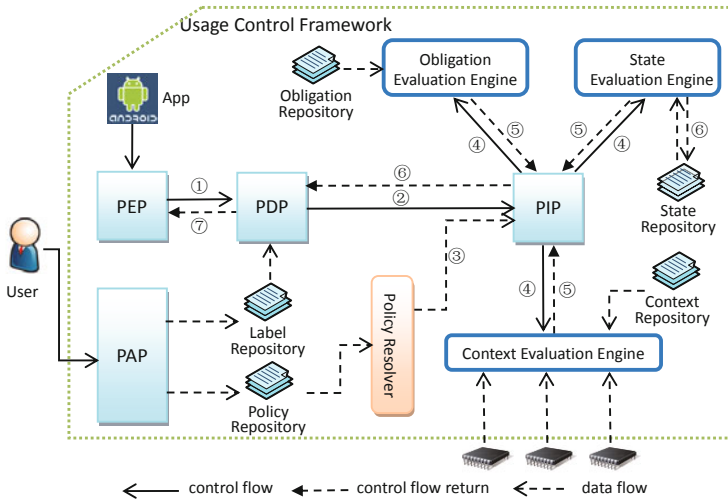 Usage Control Framework
Obligation
Evaluation Engine
State
Evaluation Engine
Obligation
Repository
App
ANDROID
⑤
④
⑤
④
⑥
PEP
①
⑦
PDP
⑥
②
PIP
State
Repository
User
③
④
⑤
Context
Repository
PAP
Label
Repository
Policy Resolver
Context Evaluation Engine
Policy
Repository
control flow
control flow return
data flow